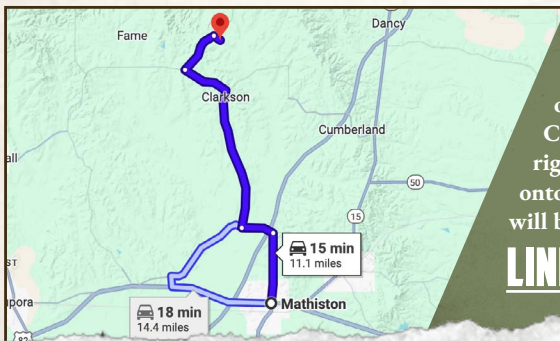 Dancy
Fame
Clarkson
Cumberland
50
15
15 min
11.1 miles
Mathiston
18 min
14.4 miles
82
rig
onto
will b
LIN